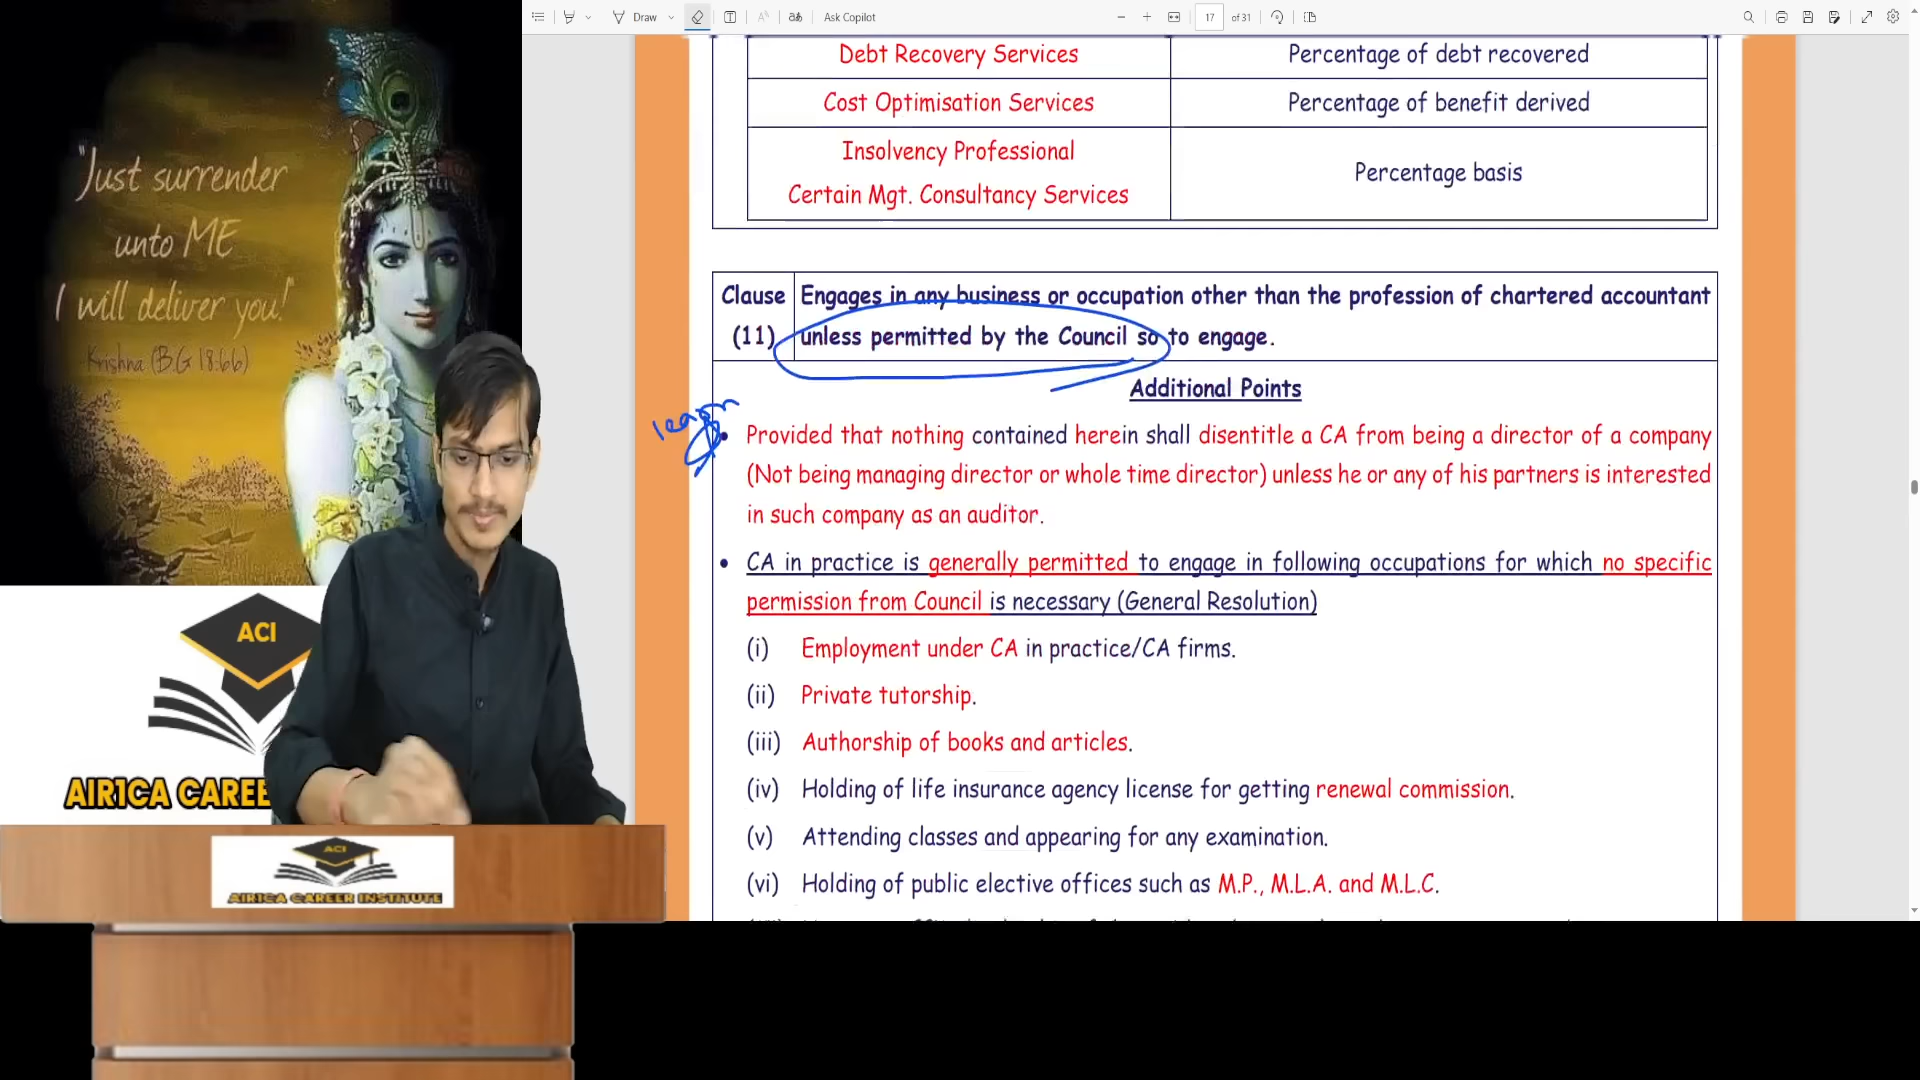 Draw
Ask Copilot
17
of 31
"Just surrender
unto ME
I will deliver you!"
Krishna (B.G 18:66)
ACI
AIR1CA CAREE
ACI
AIR1CA CAREER INSTITUTE
Debt Recovery Services
Percentage of debt recovered
Cost Optimisation Services
Percentage of benefit derived
Insolvency Professional
Certain Mgt. Consultancy Services
Percentage basis
Clause
(11)
Engages in any business or occupation other than the profession of chartered accountant
unless permitted by the Council so to engage.
Additional Points
learn
• Provided that nothing contained herein shall disentitle a CA from being a director of a company
(Not being managing director or whole time director) unless he or any of his partners is interested
in such company as an auditor.
• CA in practice is generally permitted to engage in following occupations for which no specific
permission from Council is necessary (General Resolution)
(i) Employment under CA in practice/CA firms.
(ii) Private tutorship.
(iii) Authorship of books and articles.
(iv) Holding of life insurance agency license for getting renewal commission.
(v) Attending classes and appearing for any examination.
(vi) Holding of public elective offices such as M.P., M.L.A. and M.L.C.